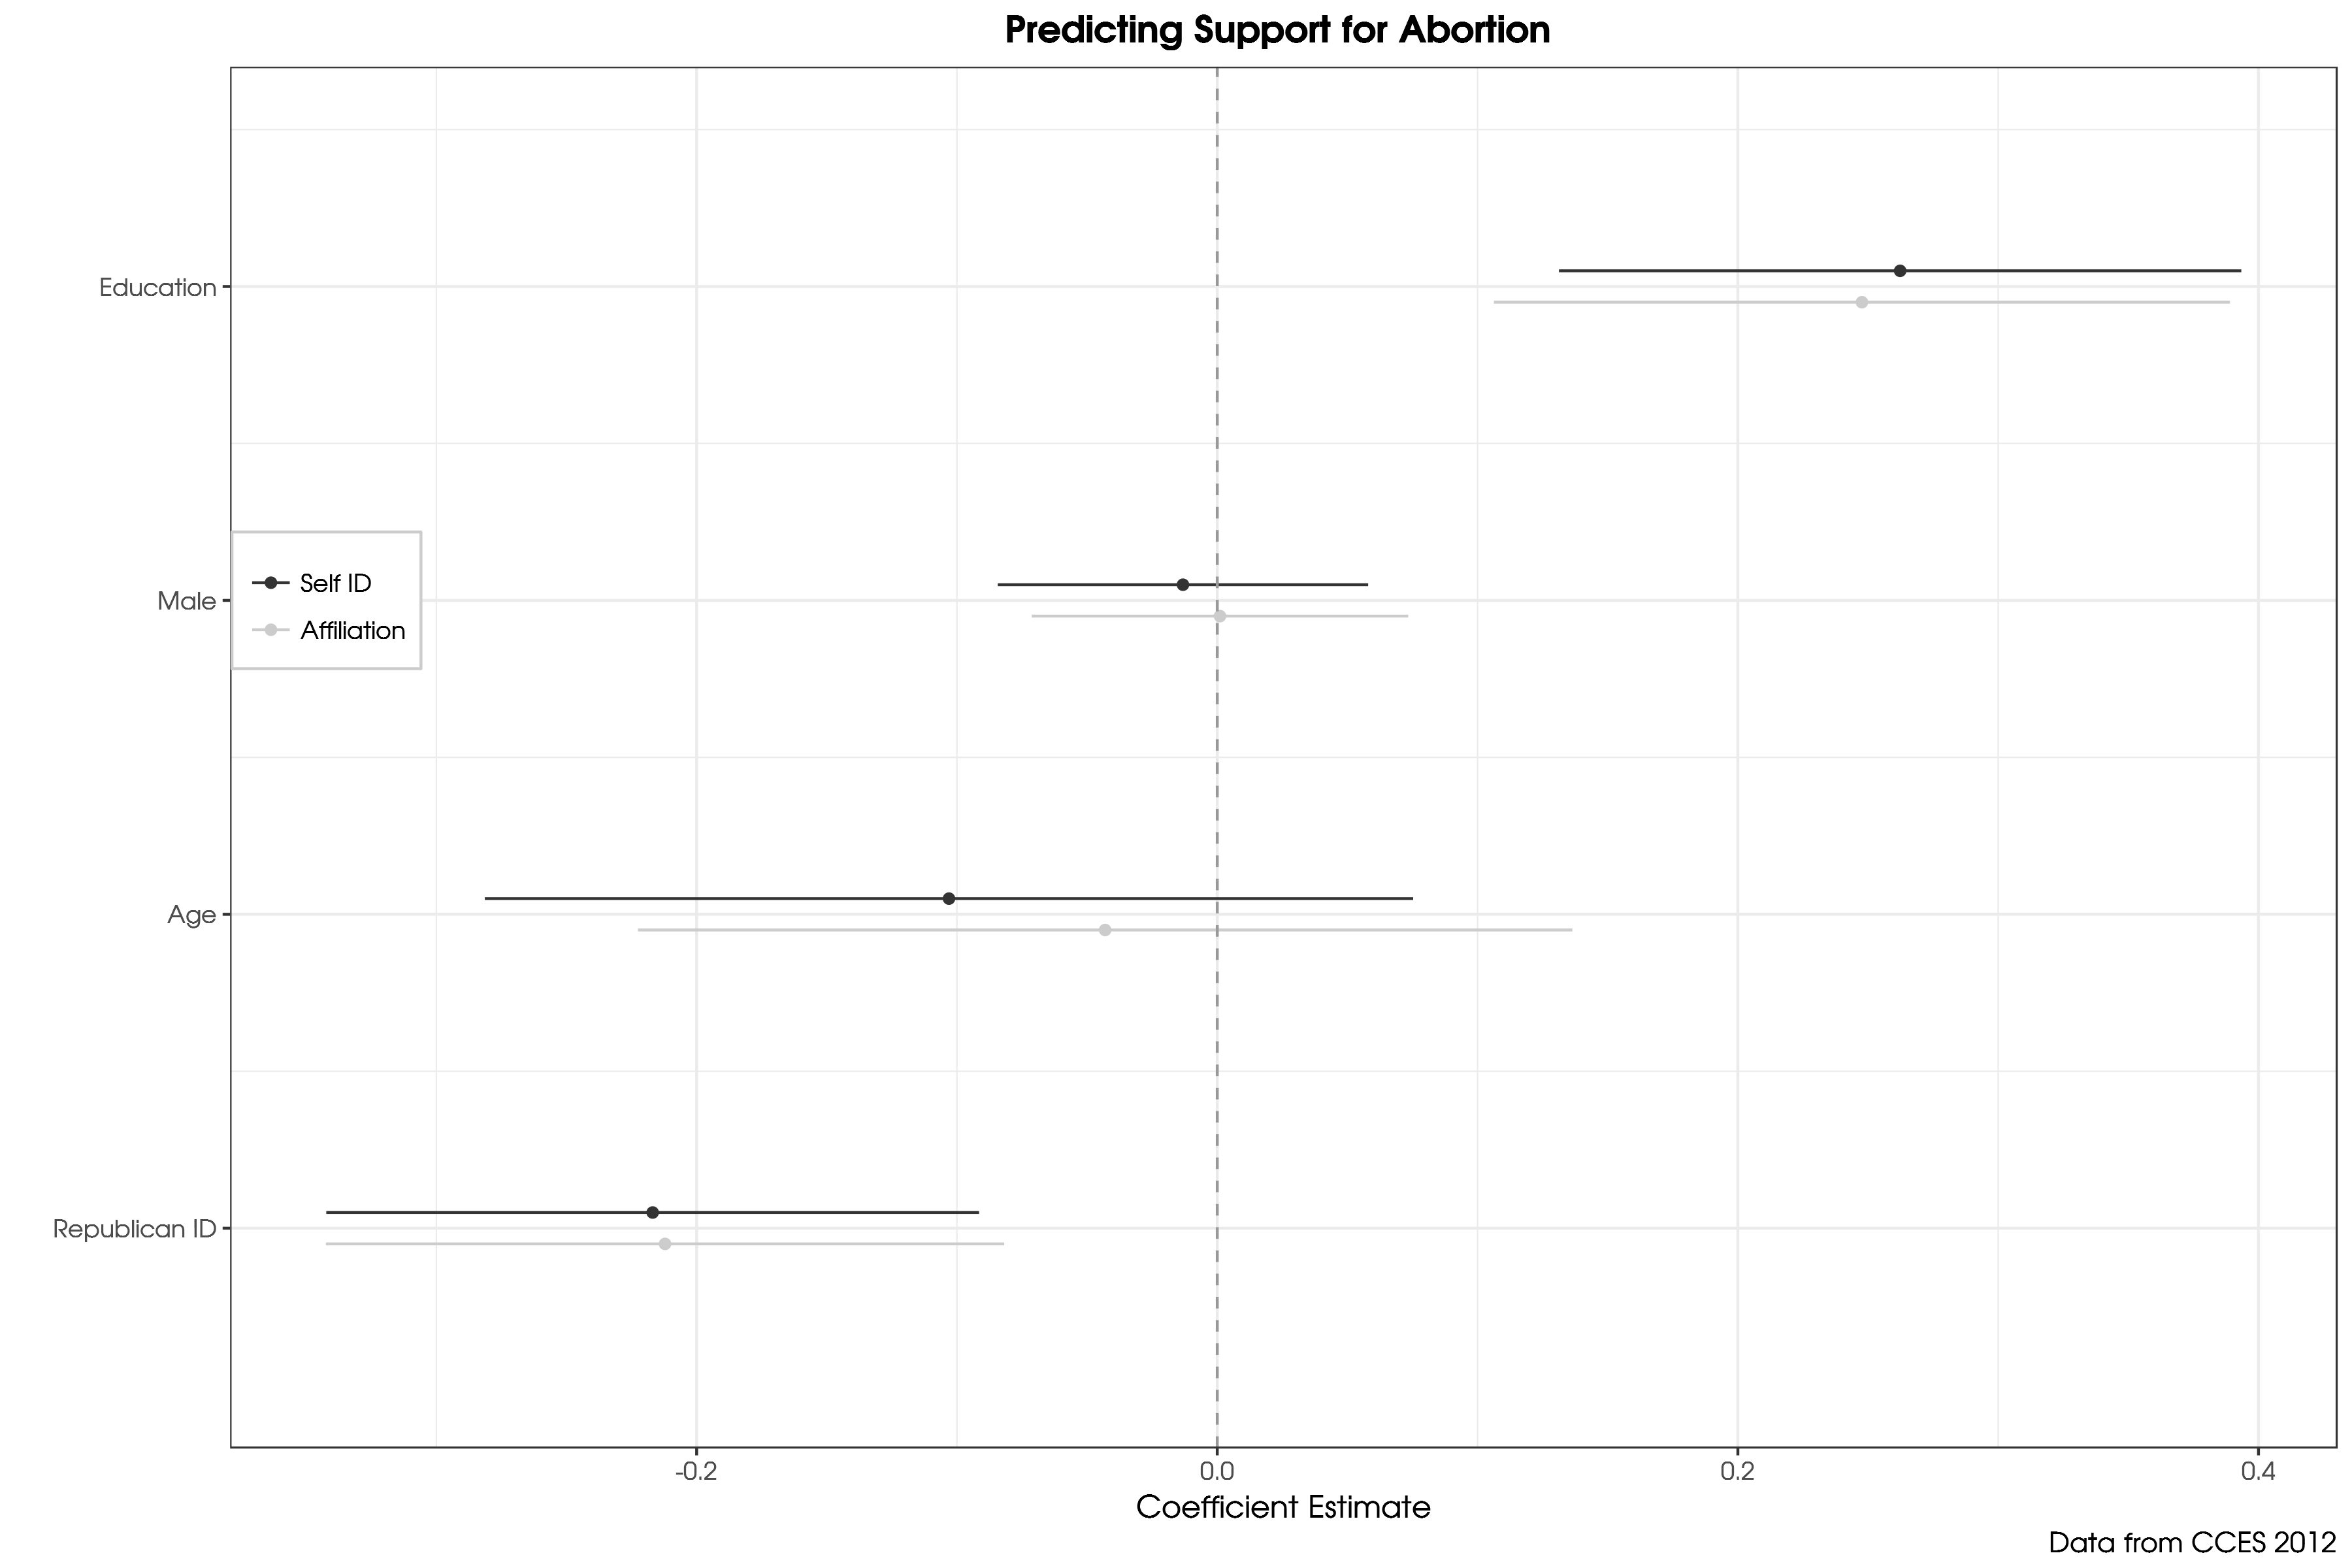 Predicting Support for Abortion
Education
Male
Age
Republican ID
Self ID
Affiliation
-0.2
0.0
0.2
0.4
Coefficient Estimate
Data from CCES 2012